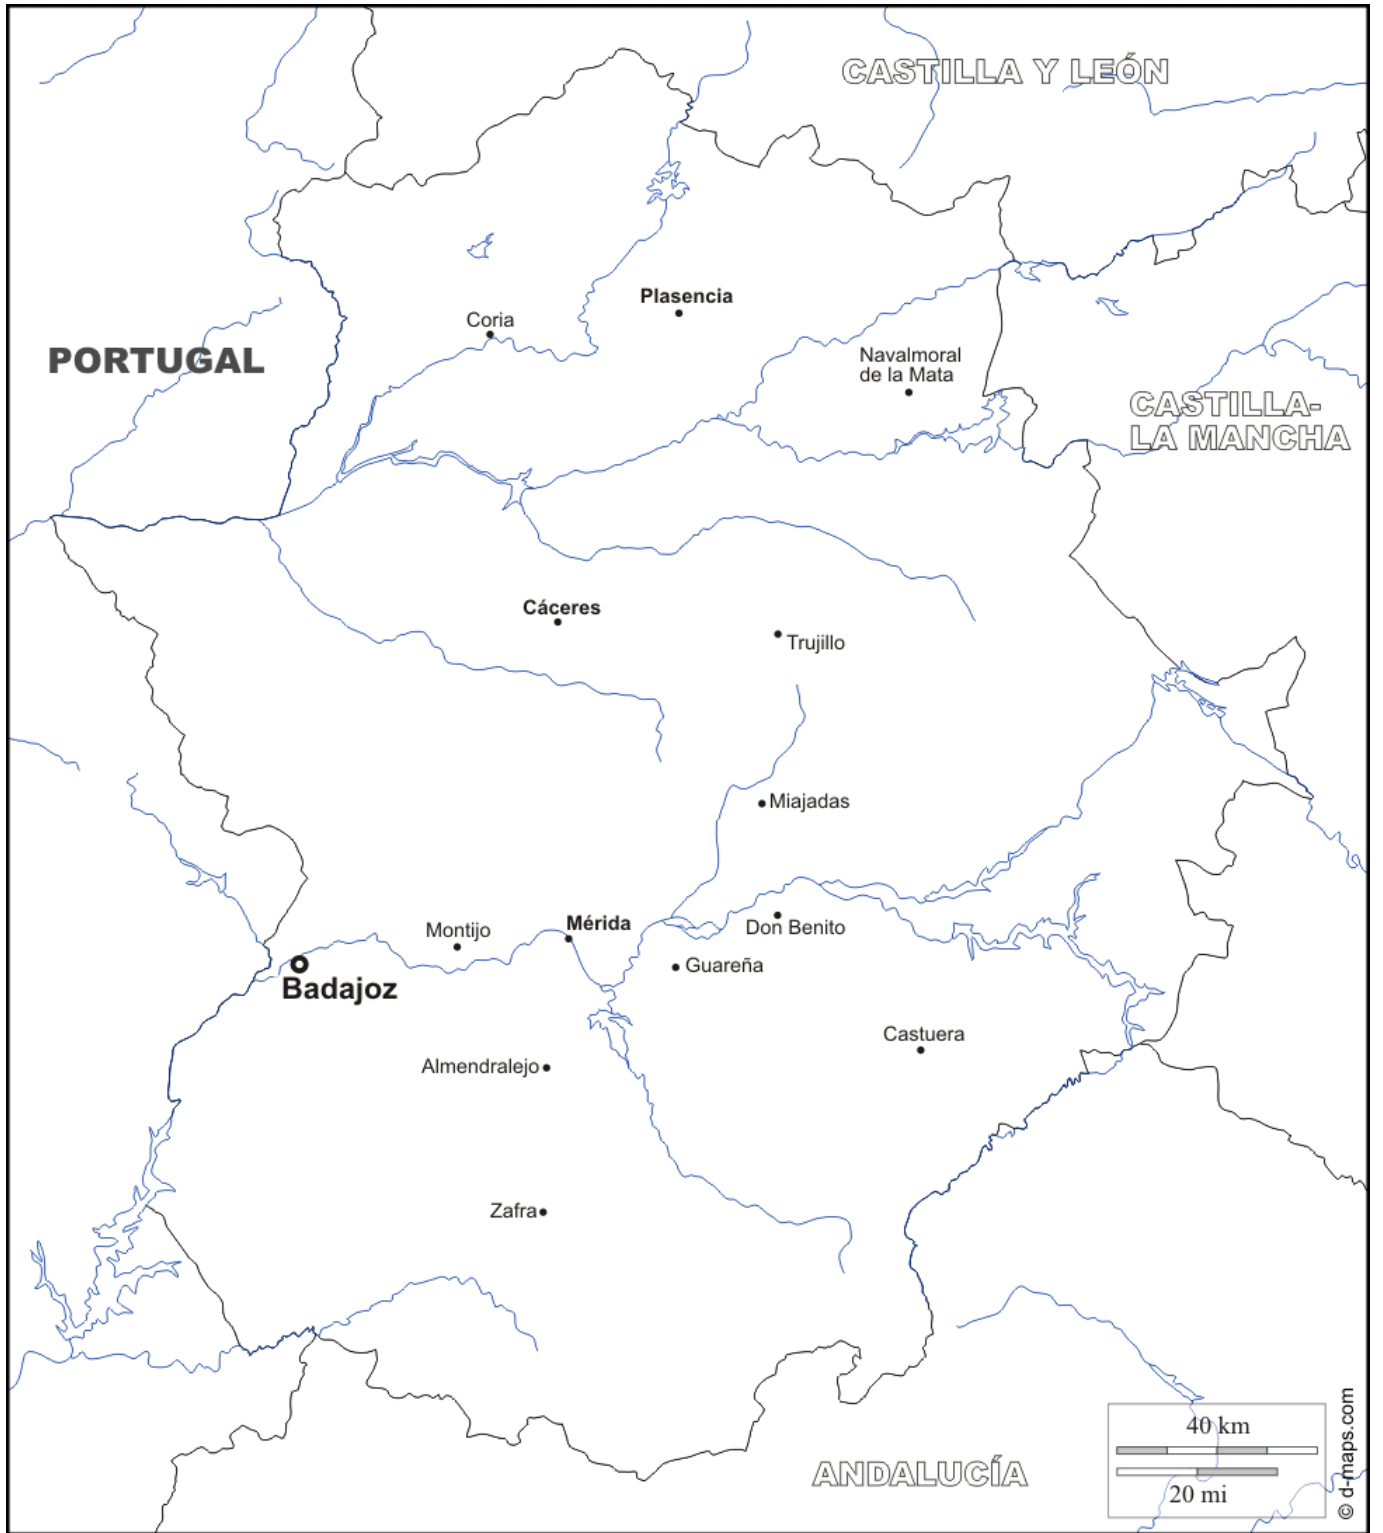 CASTILLA Y LEÓN
Plasencia
Coria
PORTUGAL
Navalmoral
de la Mata
CASTILLA-
LA MANCHA
Cáceres
Trujillo
Miajadas
Montijo
Mérida
Don Benito
Guareña
Badajoz
Castuera
Almendralejo
Zafra
ANDALUCÍA
40 km
20 mi
© d-maps.com